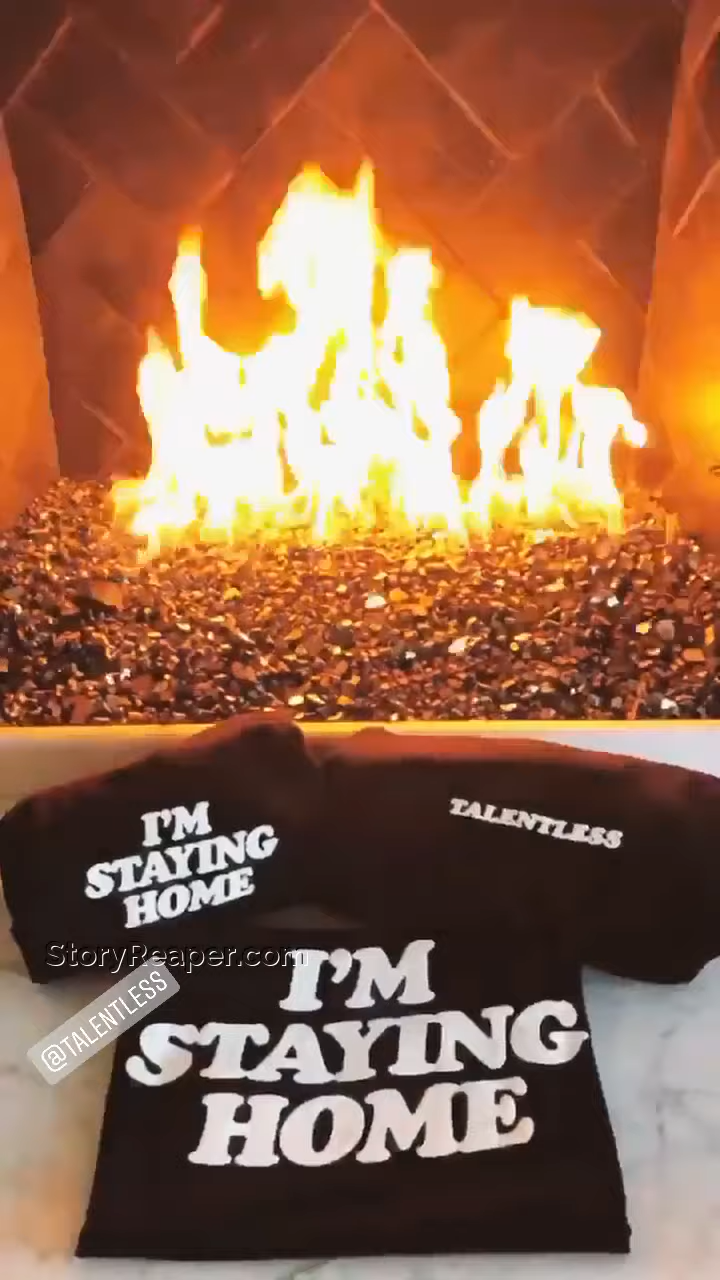 I'M
STAYING
HOME
TALENTLESS
StoryReaper.com
@TALENTLESS
I'M
STAYING
HOME